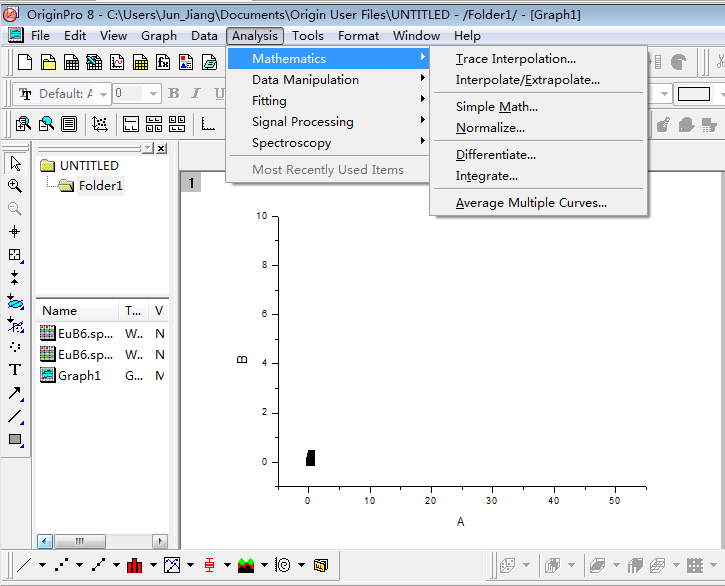 OriginPro 8 - C:\Users\Jun_Jiang\Documents\Origin User Files\UNTITLED - /Folder1/ - [Graph1]
File Edit View Graph Data Analysis Tools Format Window Help
Mathematics
Data Manipulation
Fitting
Signal Processing
Spectroscopy
Most Recently Used Items
Trace Interpolation...
Interpolate/Extrapolate...
Simple Math...
Normalize...
Differentiate...
Integrate...
Average Multiple Curves...
Default: A
0
B I U
UNTITLED
Folder1
Name T... V
EuB6.sp... W.. N
EuB6.sp... W.. N
Graph1 G... M
T
1
10
8
6
4
2
0
B
0 10 20 30 40 50
A